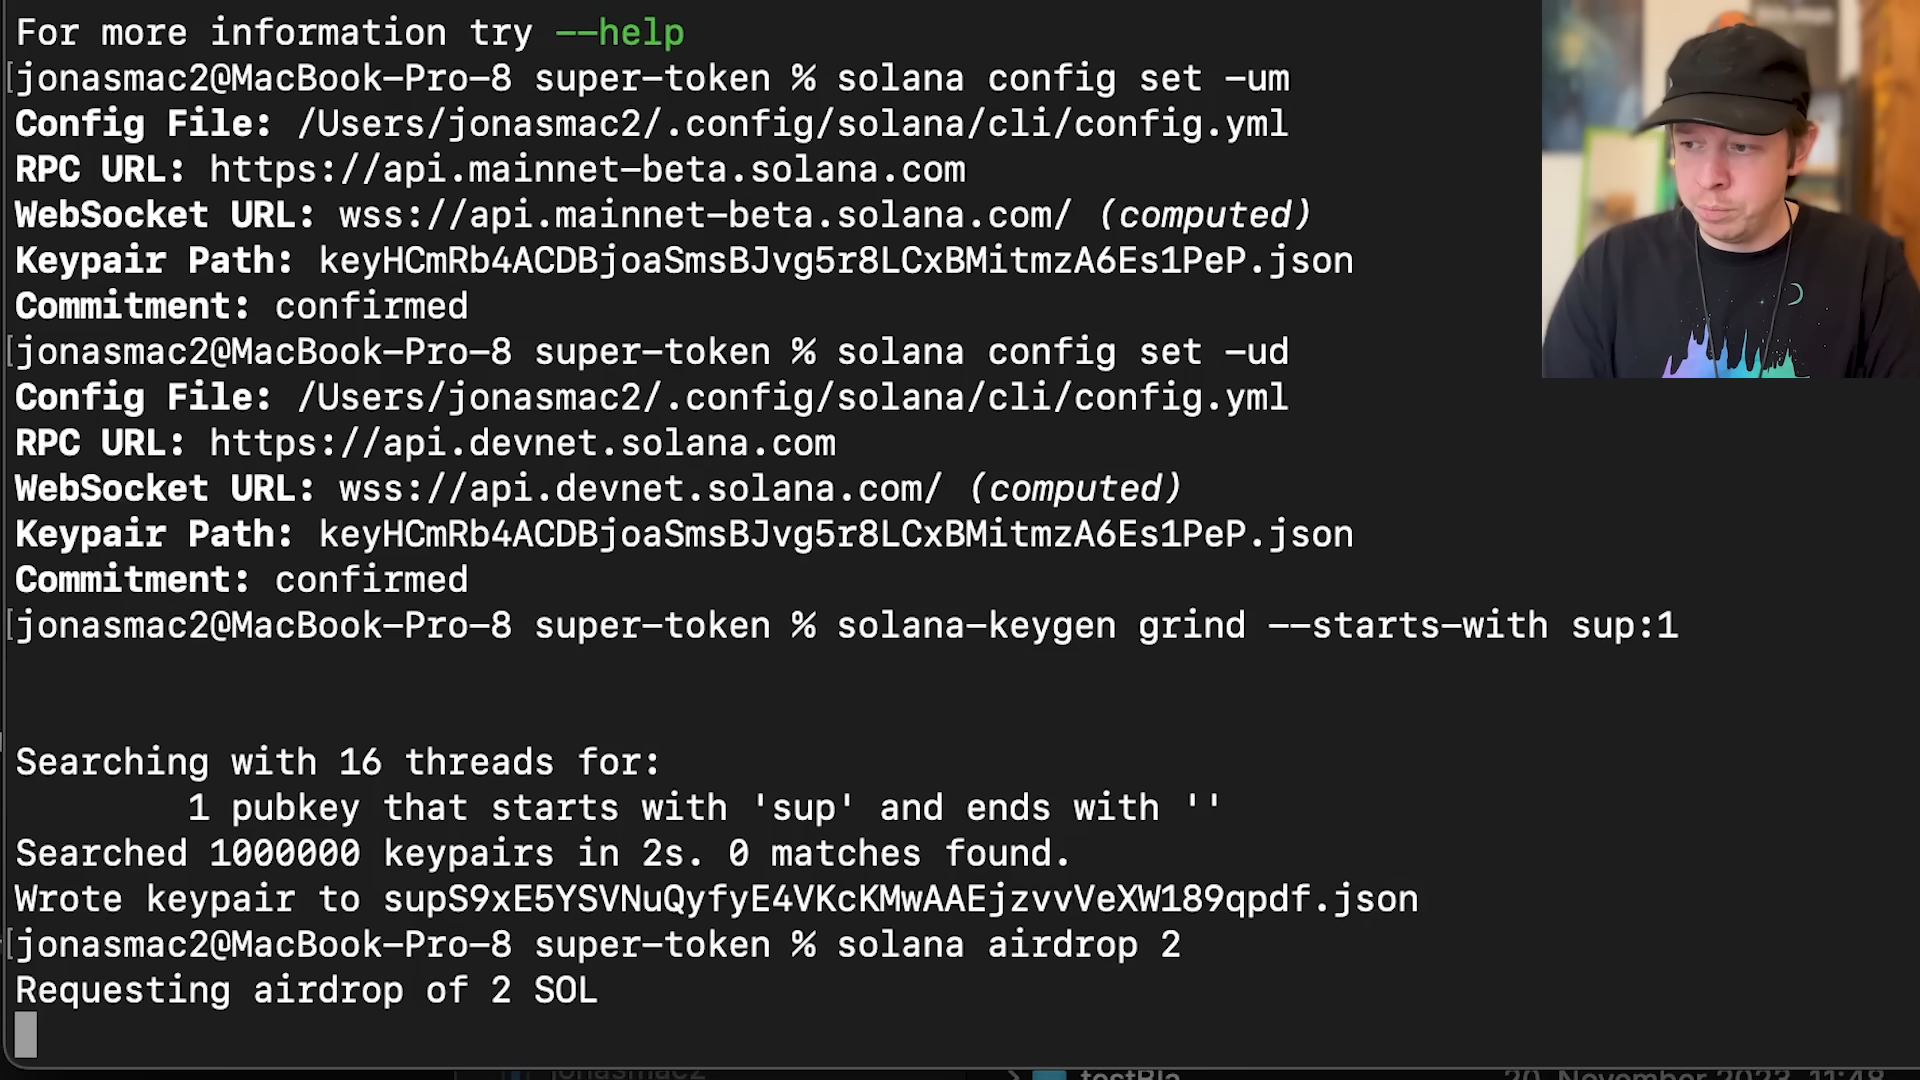 For more information try --help
[jonasmac2@MacBook-Pro-8 super-token % solana config set -um
Config File: /Users/jonasmac2/.config/solana/cli/config.yml
RPC URL: https://api.mainnet-beta.solana.com
WebSocket URL: wss://api.mainnet-beta.solana.com/ (computed)
Keypair Path: keyHCmRb4ACDBjoaSmsBJvg5r8LCxBMitmzA6Es1PeP.json
Commitment: confirmed
[jonasmac2@MacBook-Pro-8 super-token % solana config set -ud
Config File: /Users/jonasmac2/.config/solana/cli/config.yml
RPC URL: https://api.devnet.solana.com
WebSocket URL: wss://api.devnet.solana.com/ (computed)
Keypair Path: keyHCmRb4ACDBjoaSmsBJvg5r8LCxBMitmzA6Es1PeP.json
Commitment: confirmed
[jonasmac2@MacBook-Pro-8 super-token % solana-keygen grind --starts-with sup:1
Searching with 16 threads for:
1 pubkey that starts with 'sup' and ends with ''
Searched 1000000 keypairs in 2s. 0 matches found.
Wrote keypair to supS9xE5YSVNuQyfyE4VKcKMwAAEjzvvVeXW189qpdf.json
[jonasmac2@MacBook-Pro-8 super-token % solana airdrop 2
Requesting airdrop of 2 SOL
jonasmac2
testBla
20. November 2023, 11:48